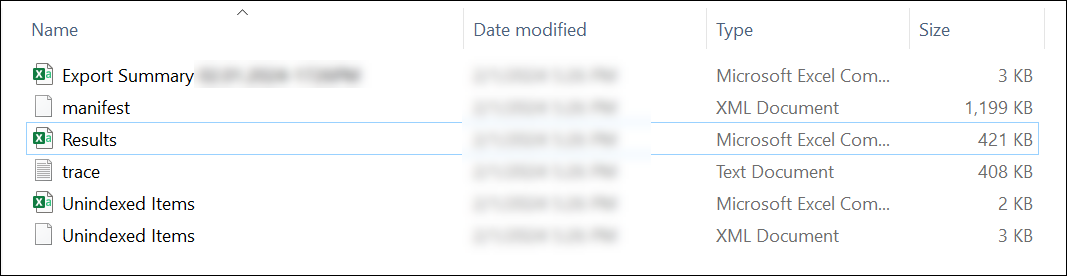 Name Date modified Type Size
Export Summary Microsoft Excel Com... 3 KB
manifest XML Document 1,199 KB
Results Microsoft Excel Com... 421 KB
trace Text Document 408 KB
Unindexed Items Microsoft Excel Com... 2 KB
Unindexed Items XML Document 3 KB